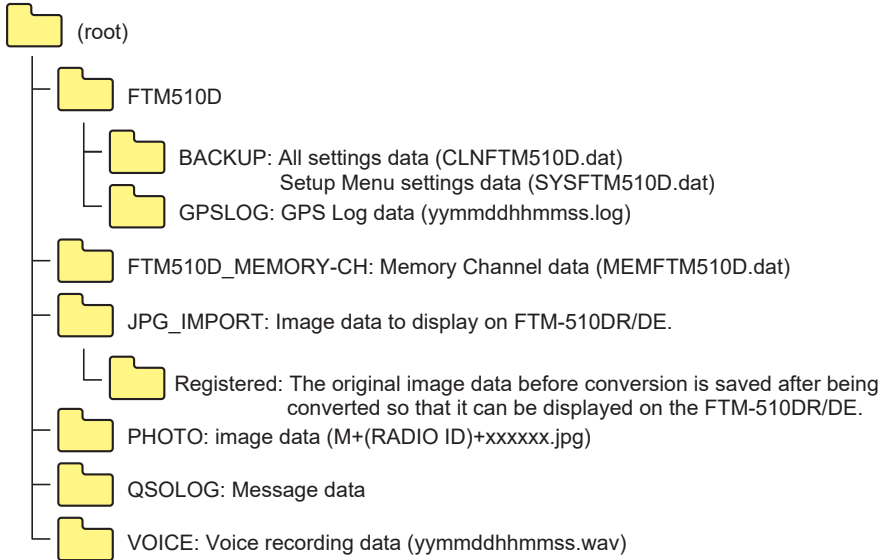 (root)
FTM510D
BACKUP: All settings data (CLNFTM510D.dat)
Setup Menu settings data (SYSFTM510D.dat)
GPSLOG: GPS Log data (yymmddhhmmss.log)
FTM510D_MEMORY-CH: Memory Channel data (MEMFTM510D.dat)
JPG_IMPORT: Image data to display on FTM-510DR/DE.
Registered: The original image data before conversion is saved after being
converted so that it can be displayed on the FTM-510DR/DE.
PHOTO: image data (M+(RADIO ID)+xxxxxx.jpg)
QSOLOG: Message data
VOICE: Voice recording data (yymmddhhmmss.wav)